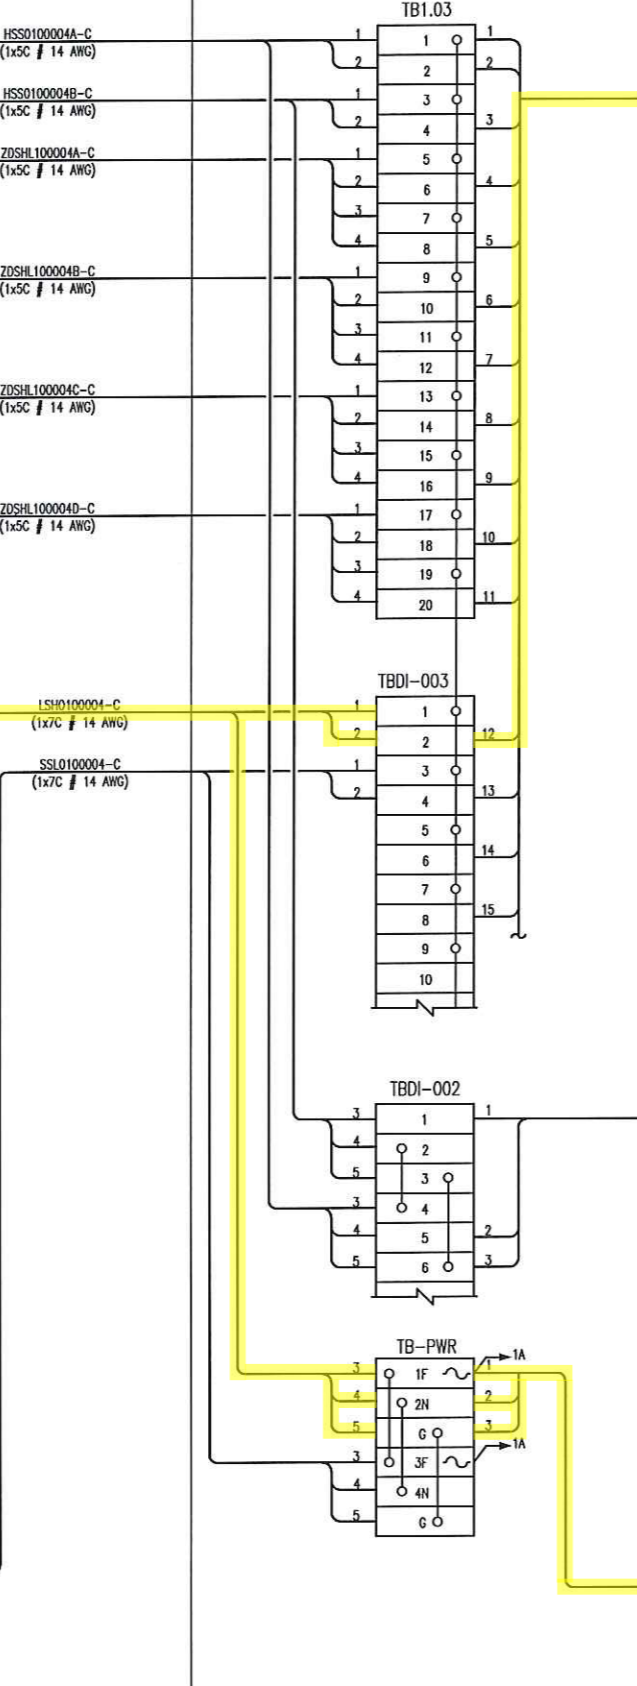 TB1.03
HSS0100004A-C 1 1 1
(1x5C # 14 AWG) 2 2 2
HSS0100004B-C 1 3
(1x5C # 14 AWG) 2 4 3
ZDSHL100004A-C 1 5
(1x5C # 14 AWG) 2 6 4
3 7
4 8 5
ZDSHL100004B-C 1 9
(1x5C # 14 AWG) 2 10 6
3 11
4 12 7
ZDSHL100004C-C 1 13
(1x5C # 14 AWG) 2 14 8
3 15
4 16 9
ZDSHL100004D-C 1 17
(1x5C # 14 AWG) 2 18 10
3 19
4 20 11
TBDI-003
LSH0100004-C 1 1
(1x7C # 14 AWG) 2 2 12
SSL0100004-C 1 3
(1x7C # 14 AWG) 2 4 13
5
6 14
7
8 15
9
10
TBDI-002
3 1 1
4 2
5 3
3 4
4 5 2
5 6 3
TB-PWR
1A
3 1F 1
4 2N 2
5 G 3
1A
3 3F
4 4N
5 G